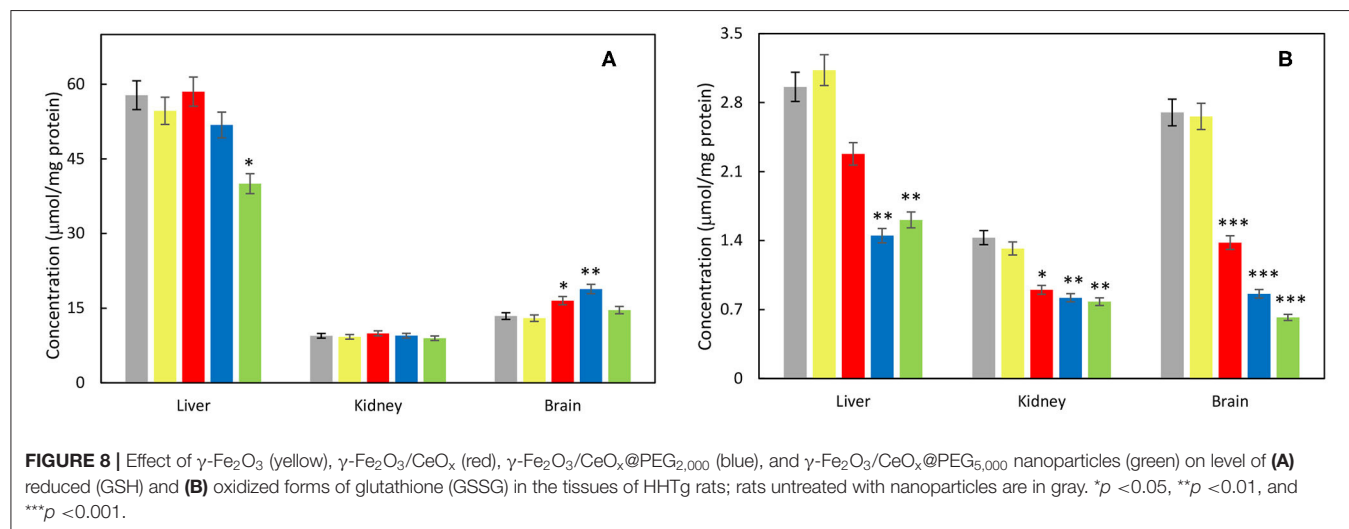 A
Concentration (μmol/mg protein)
60
45
30
15
0
*
*
**
Liver
Kidney
Brain
B
Concentration (μmol/mg protein)
3.5
2.8
2.1
1.4
0.7
0
**
**
*
**
**
***
***
***
Liver
Kidney
Brain
FIGURE 8 | Effect of γ-Fe₂O₃ (yellow), γ-Fe₂O₃/CeOₓ (red), γ-Fe₂O₃/CeOₓ@PEG₂,₀₀₀ (blue), and γ-Fe₂O₃/CeOₓ@PEG₅,₀₀₀ nanoparticles (green) on level of (A)
reduced (GSH) and (B) oxidized forms of glutathione (GSSG) in the tissues of HHTg rats; rats untreated with nanoparticles are in gray. *p <0.05, **p <0.01, and
***p <0.001.